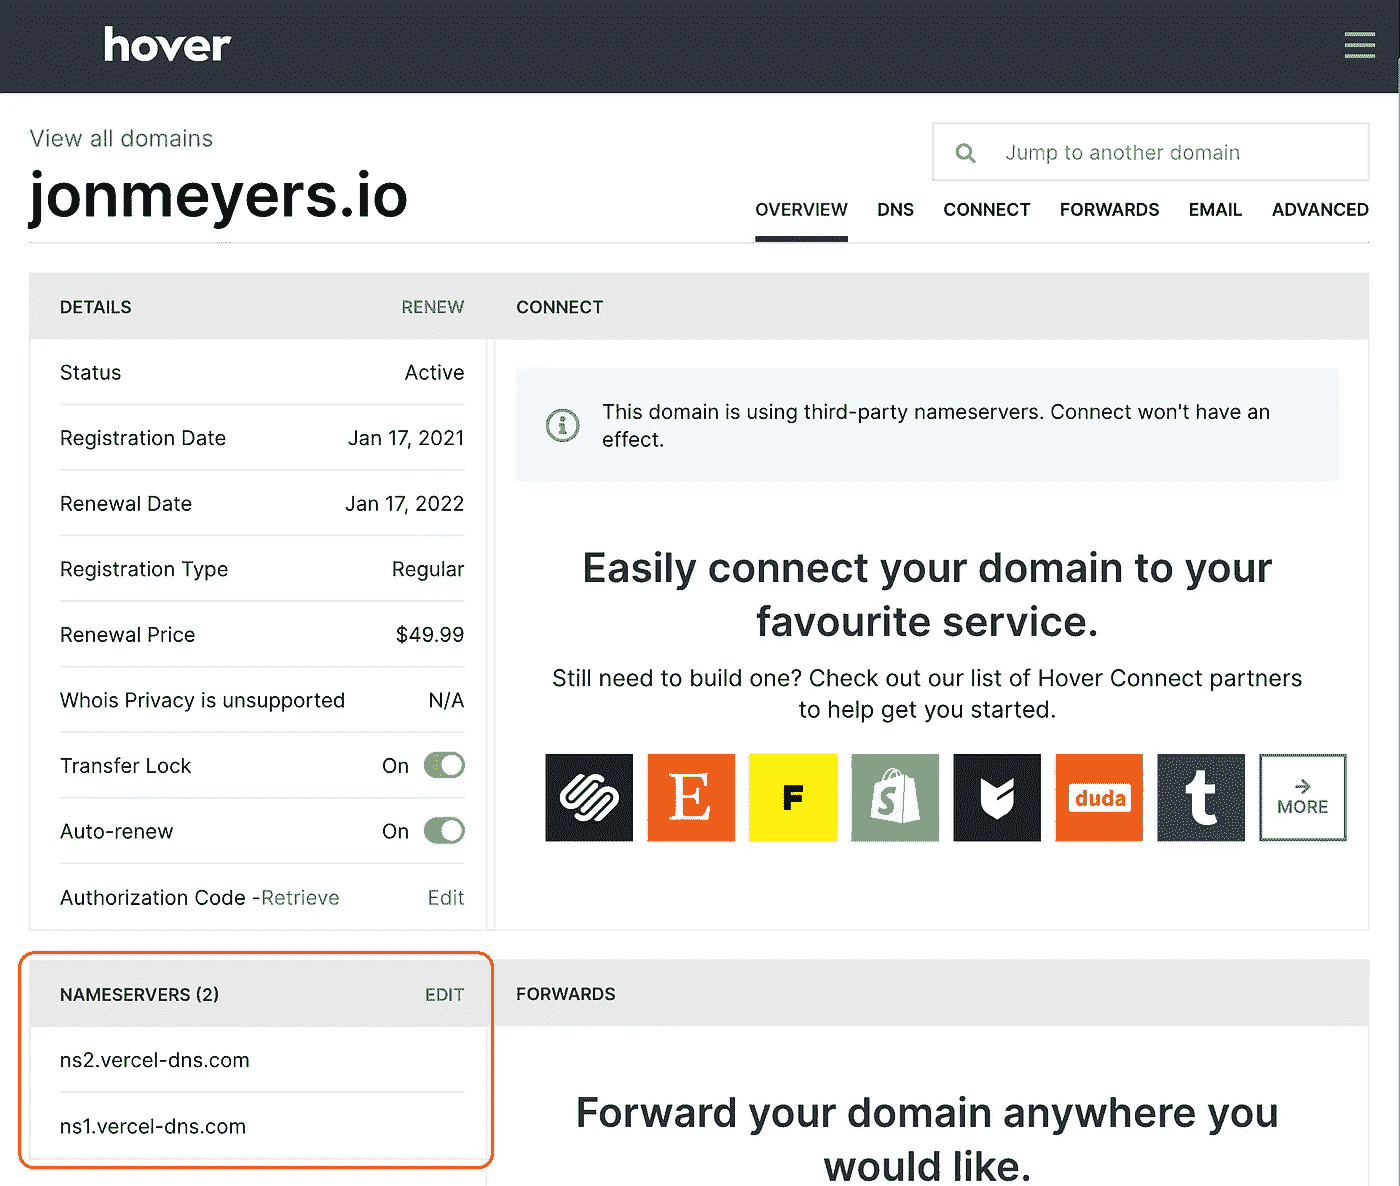 hover
View all domains
jonmeyers.io
Jump to another domain
OVERVIEW DNS CONNECT FORWARDS EMAIL ADVANCED
DETAILS RENEW
Status Active
Registration Date Jan 17, 2021
Renewal Date Jan 17, 2022
Registration Type Regular
Renewal Price $49.99
Whois Privacy is unsupported N/A
Transfer Lock On
Auto-renew On
Authorization Code -Retrieve Edit
CONNECT
This domain is using third-party nameservers. Connect won't have an
effect.
Easily connect your domain to your
favourite service.
Still need to build one? Check out our list of Hover Connect partners
to help get you started.
E F S duda t MORE
NAMESERVERS (2) EDIT
ns2.vercel-dns.com
ns1.vercel-dns.com
FORWARDS
Forward your domain anywhere you
would like.